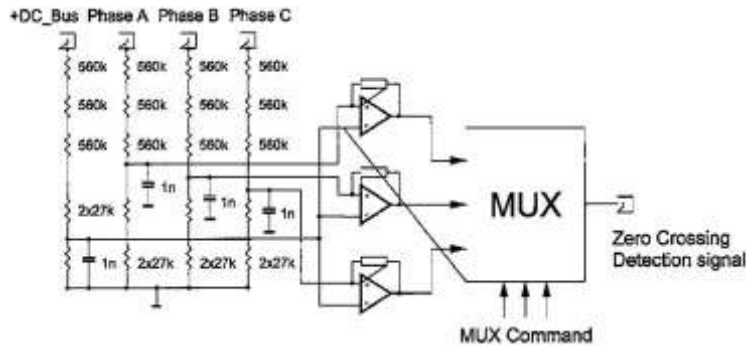 +DC_Bus Phase A Phase B Phase C
560k 560k 560k 560k
560k 560k 560k 560k
560k 560k 560k 560k
1n
1n
2x27k
1n
MUX
1n 2x27k 2x27k 2x27k
Zero Crossing
Detection signal
MUX Command